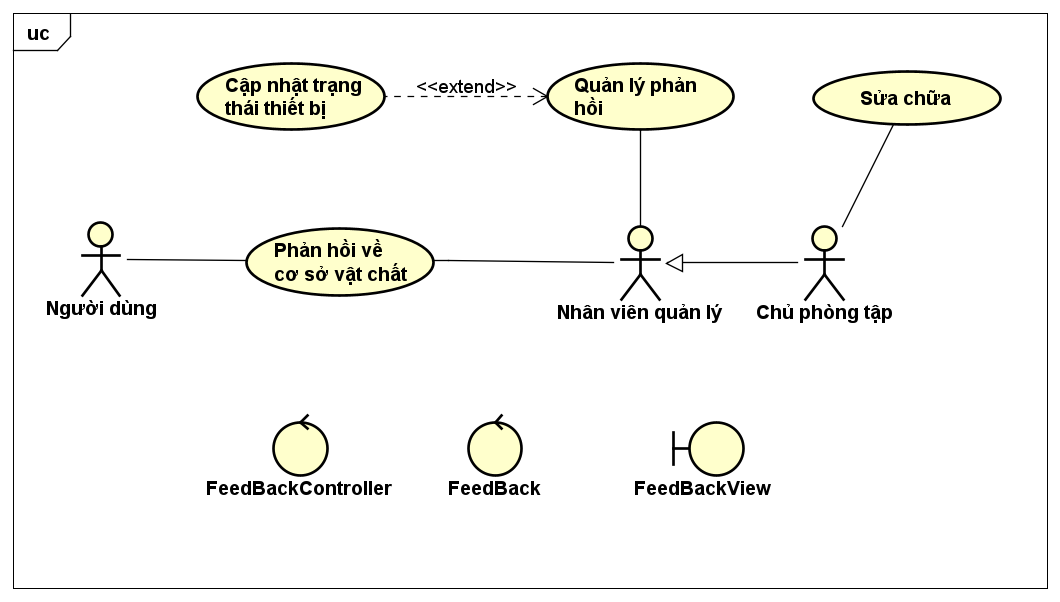 uc
Cập nhật trạng
thái thiết bị
<<extend>>
Quản lý phản
hồi
Sửa chữa
Phản hồi về
cơ sở vật chất
Người dùng
Nhân viên quản lý
Chủ phòng tập
FeedBackController
FeedBack
FeedBackView